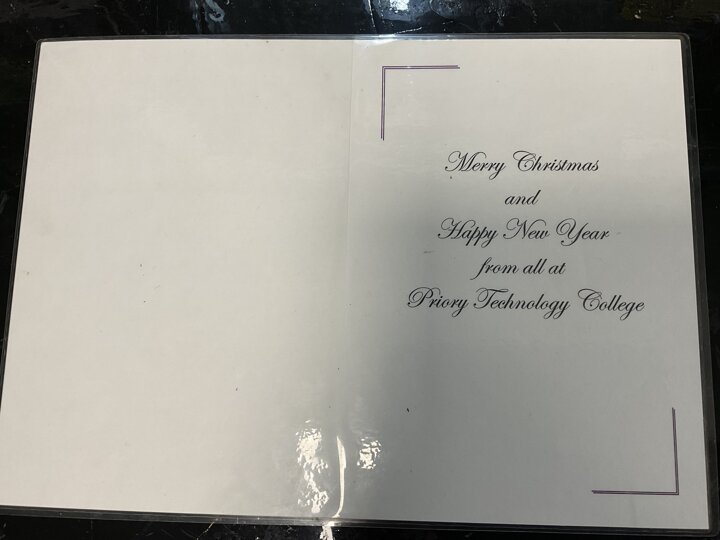 Merry Christmas
and
Happy New Year
from all at
Priory Technology College